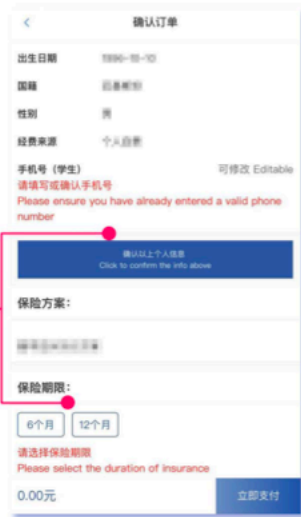 确认订单
出生日期
国籍
性别
经费来源 个人自费
手机号（学生） 可修改 Editable
请填写或确认手机号
Please ensure you have already entered a valid phone
number
确认以上个人信息
Click to confirm the info above
保险方案：
保险期限：
6个月 12个月
请选择保险期限
Please select the duration of insurance
0.00元 立即支付